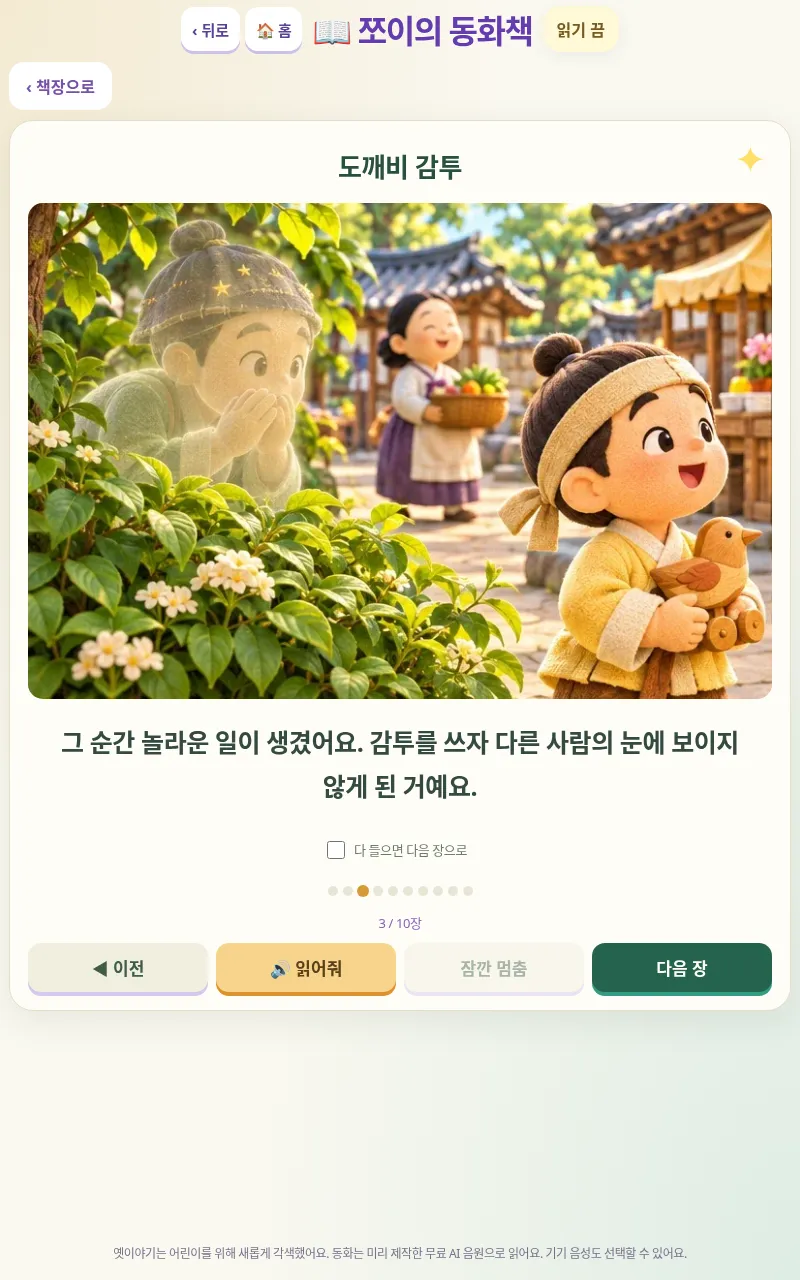 ‹ 뒤로
🏠 홈
📖 쪼이의 동화책
읽기 끝
‹ 책장으로
도깨비 감투
그 순간 놀라운 일이 생겼어요. 감투를 쓰자 다른 사람의 눈에 보이지
않게 된 거예요.
다 들으면 다음 장으로
3 / 10장
◀ 이전
🔊 읽어줘
잠깐 멈춤
다음 장
옛이야기는 어린이를 위해 새롭게 각색했어요. 동화는 미리 제작한 무료 AI 음원으로 읽어요. 기기 음성도 선택할 수 있어요.